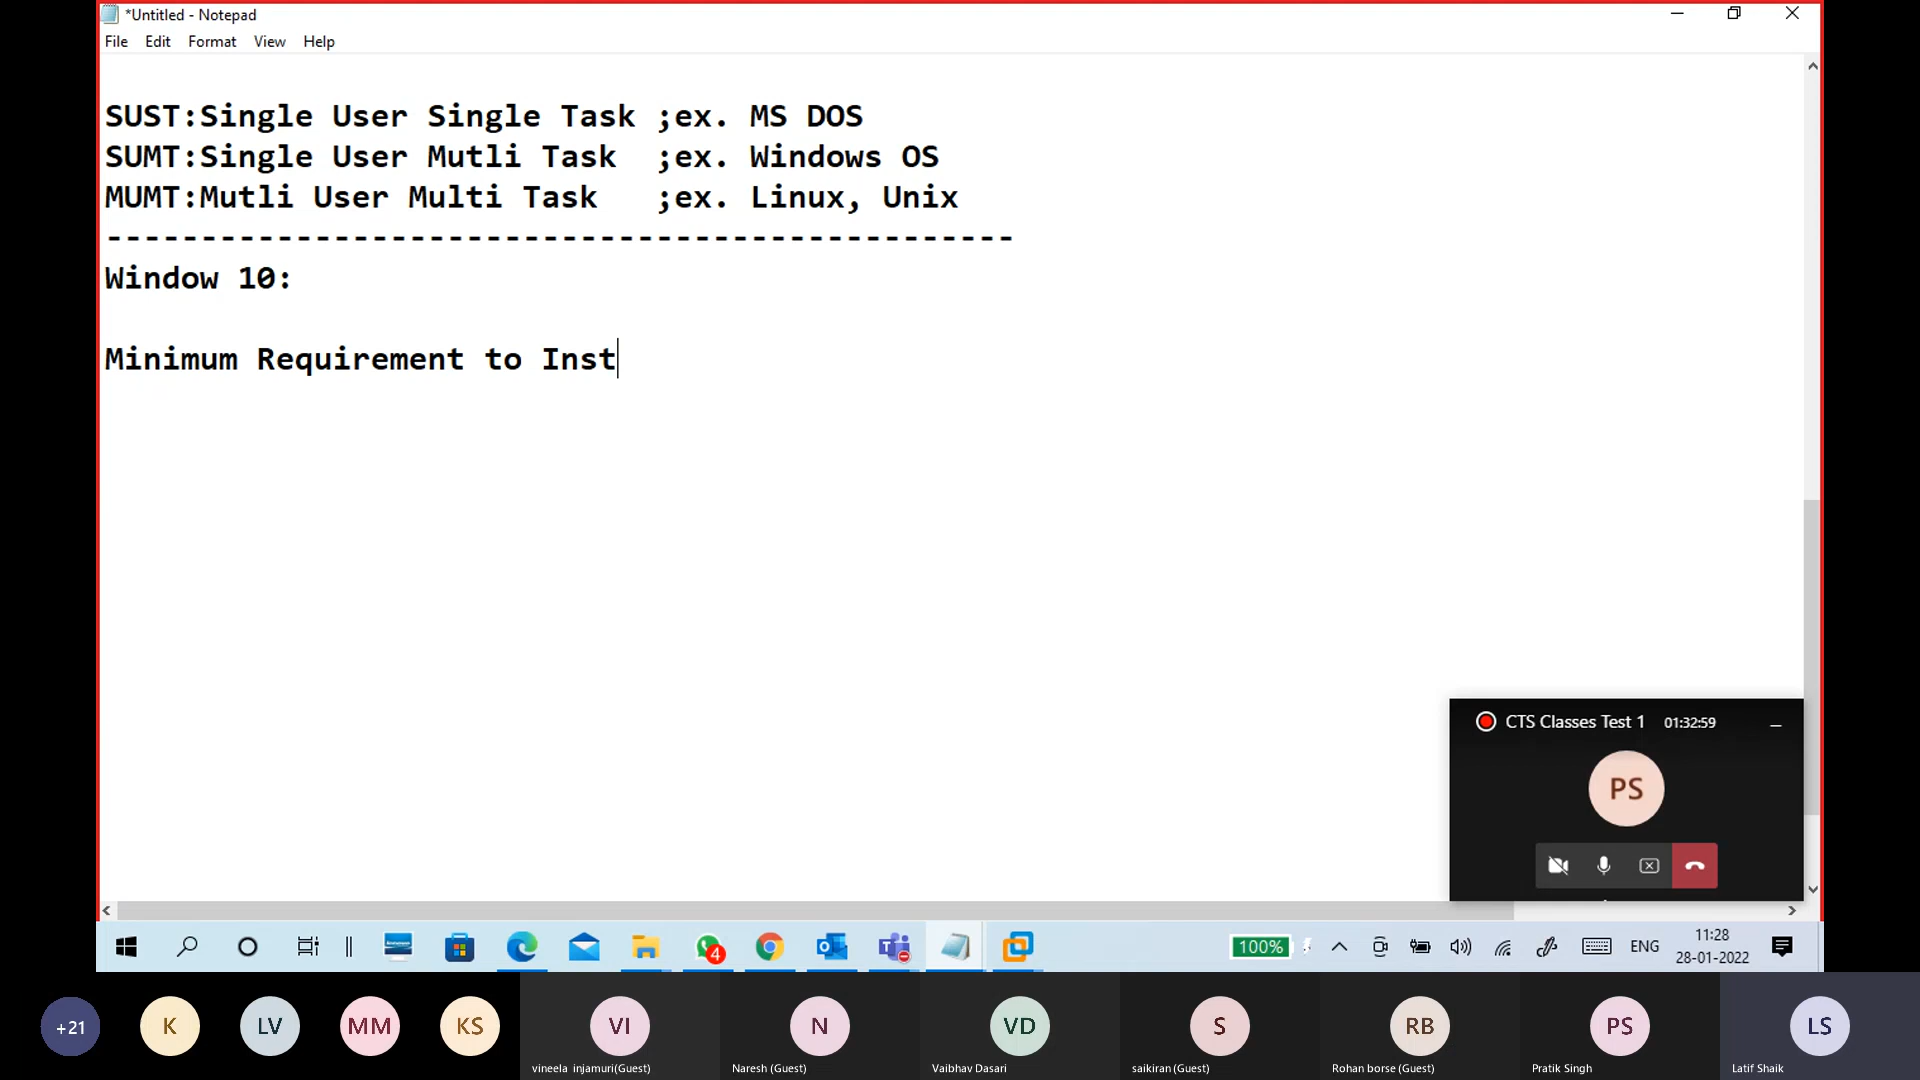 *Untitled - Notepad
File Edit Format View Help
SUST:Single User Single Task ;ex. MS DOS
SUMT:Single User Mutli Task ;ex. Windows OS
MUMT:Mutli User Multi Task ;ex. Linux, Unix
------------------------------------------------
Window 10:
Minimum Requirement to Inst
CTS Classes Test 1 01:32:59
PS
4
100%
ENG
11:28
28-01-2022
+21
K
LV
MM
KS
VI
N
VD
S
RB
PS
LS
vineela injamuri(Guest)
Naresh (Guest)
Vaibhav Dasari
saikiran (Guest)
Rohan borse (Guest)
Pratik Singh
Latif Shaik